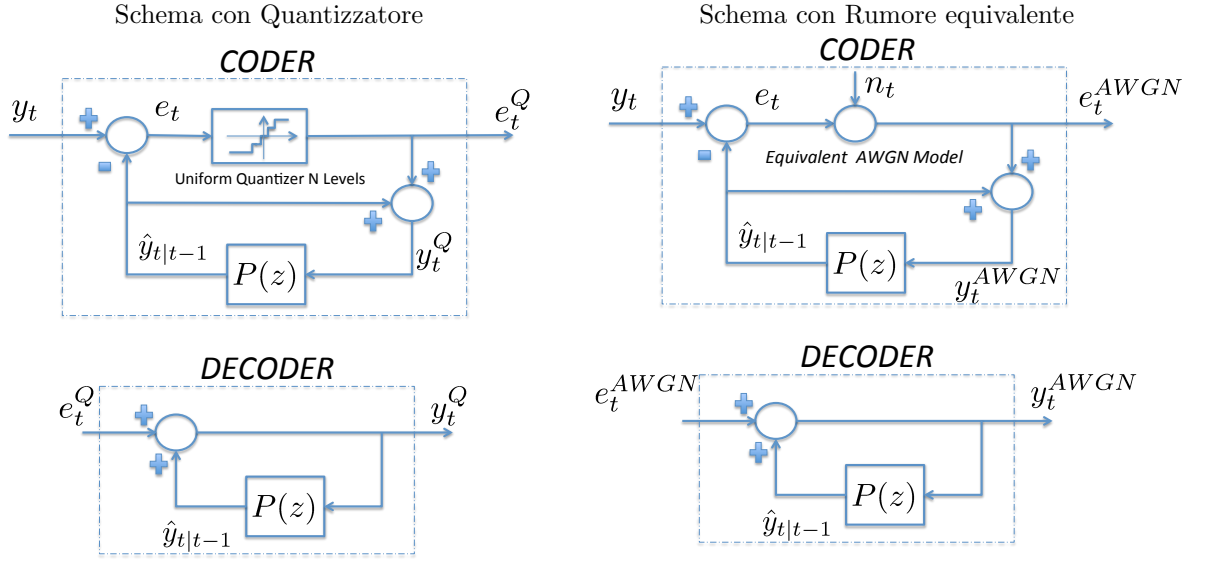 Schema con Quantizzatore
CODER
y_t
e_t
e_t^Q
Uniform Quantizer N Levels
ŷ_{t|t−1}
P(z)
y_t^Q
DECODER
e_t^Q
y_t^Q
P(z)
ŷ_{t|t−1}
Schema con Rumore equivalente
CODER
n_t
y_t
e_t
e_t^{AWGN}
Equivalent AWGN Model
ŷ_{t|t−1}
P(z)
y_t^{AWGN}
DECODER
e_t^{AWGN}
y_t^{AWGN}
P(z)
ŷ_{t|t−1}